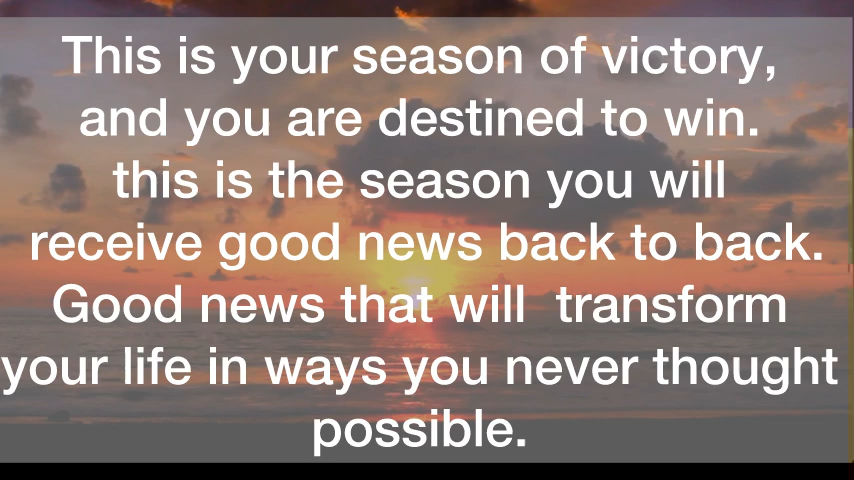 This is your season of victory,
and you are destined to win.
this is the season you will
receive good news back to back.
Good news that will  transform
your life in ways you never thought
possible.